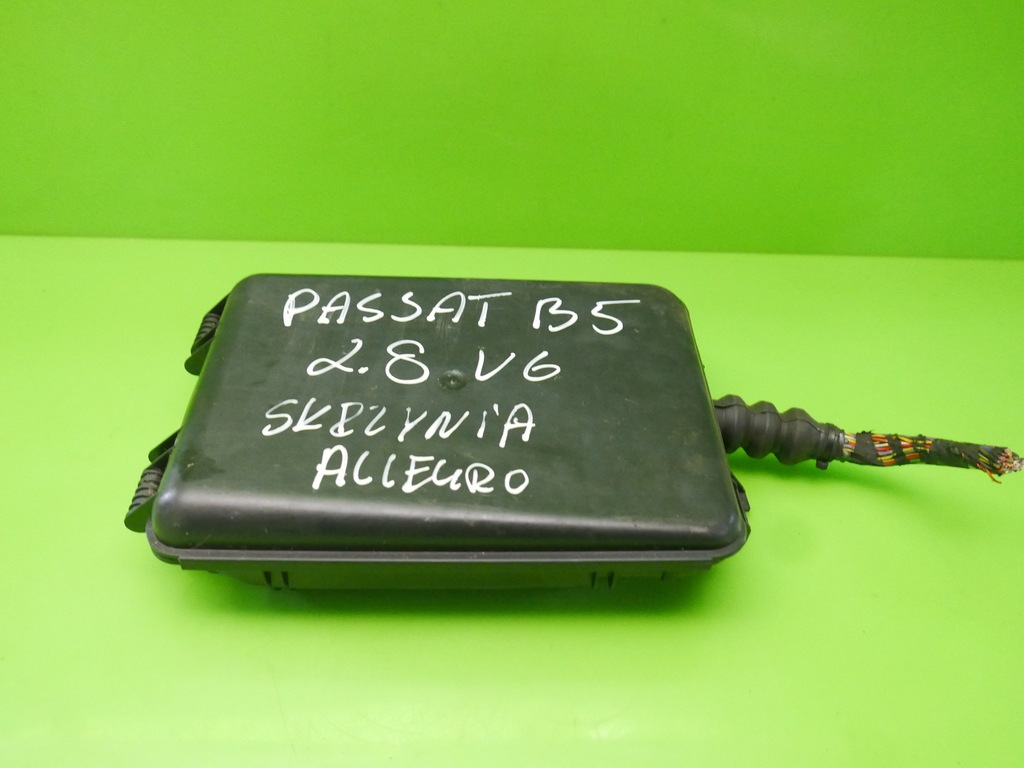 PASSAT B5
2.8 V6
SKRZYNIA
ALLEGRO